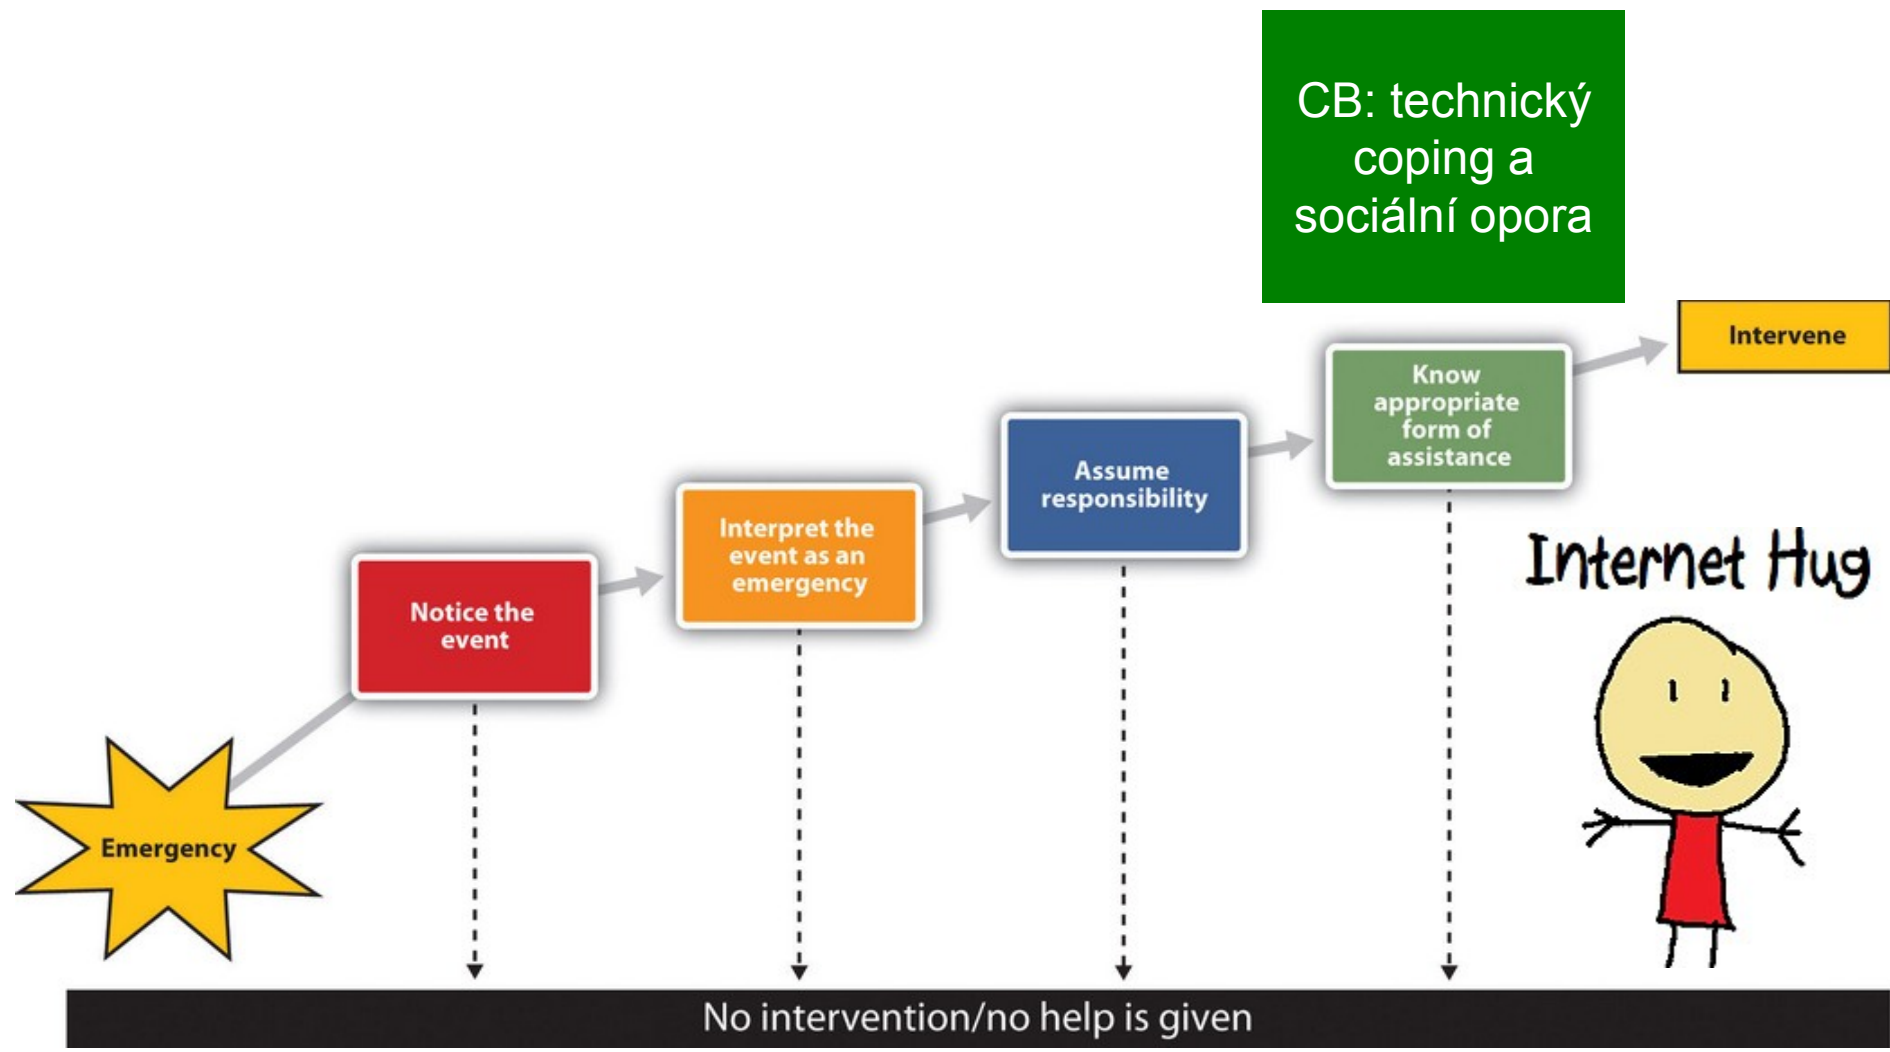 CB: technický
coping a
sociální opora
Intervene
Know
appropriate
form of
assistance
Assume
responsibility
Interpret the
event as an
emergency
Notice the
event
Emergency
Internet Hug
No intervention/no help is given